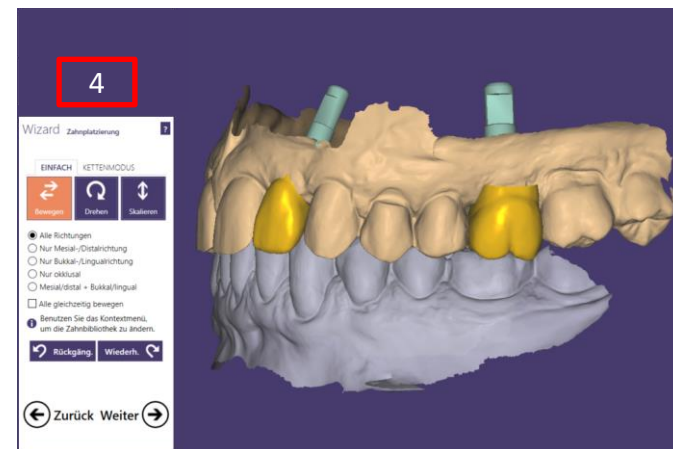 4
Wizard Zahnplatzierung ?
EINFACH KETTENMODUS
Bewegen Drehen Skalieren
Alle Richtungen
Nur Mesial-/Distalrichtung
Nur Bukkal-/Lingualrichtung
Nur okklusal
Mesial/distal + Bukkal/lingual
Alle gleichzeitig bewegen
Benutzen Sie das Kontextmenü,
um die Zahnbibliothek zu ändern.
Rückgäng. Wiederh.
Zurück Weiter